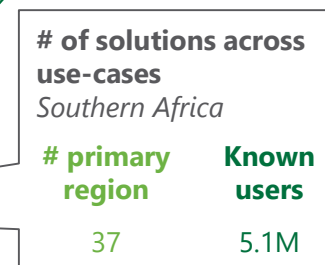 # of solutions across
use-cases
Southern Africa
# primary Known
region users
37 5.1M